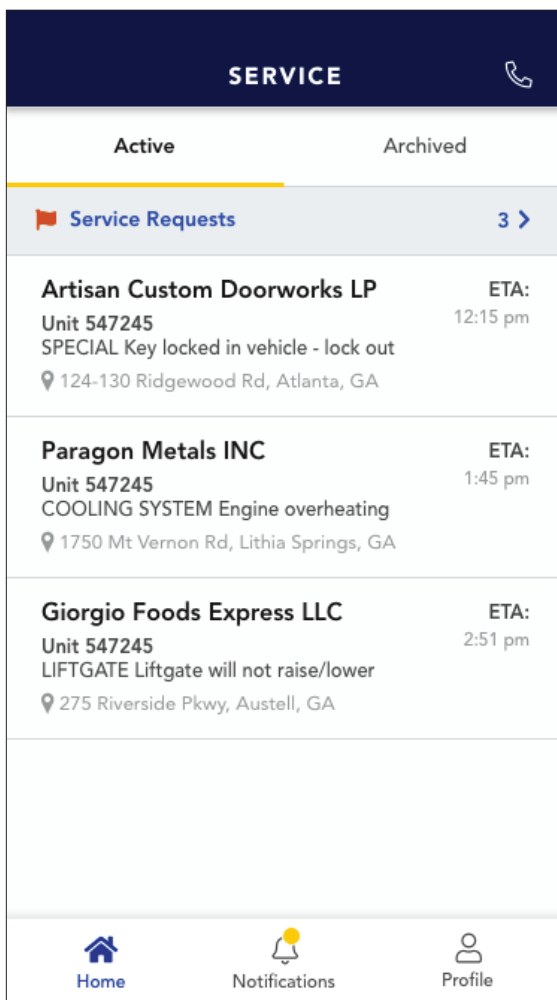 SERVICE
Active Archived
Service Requests 3
Artisan Custom Doorworks LP ETA:
Unit 547245 12:15 pm
SPECIAL Key locked in vehicle - lock out
124-130 Ridgewood Rd, Atlanta, GA
Paragon Metals INC ETA:
Unit 547245 1:45 pm
COOLING SYSTEM Engine overheating
1750 Mt Vernon Rd, Lithia Springs, GA
Giorgio Foods Express LLC ETA:
Unit 547245 2:51 pm
LIFTGATE Liftgate will not raise/lower
275 Riverside Pkwy, Austell, GA
Home Notifications Profile